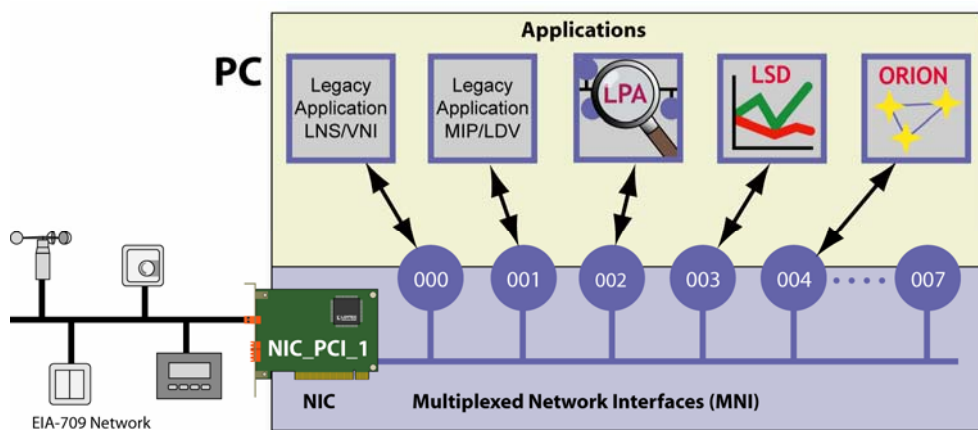 Applications
PC
Legacy
Application
LNS/VNI
Legacy
Application
MIP/LDV
LPA
LSD
ORION
000
001
002
003
004
007
NIC_PCI_1
NIC
Multiplexed Network Interfaces (MNI)
EIA-709 Network